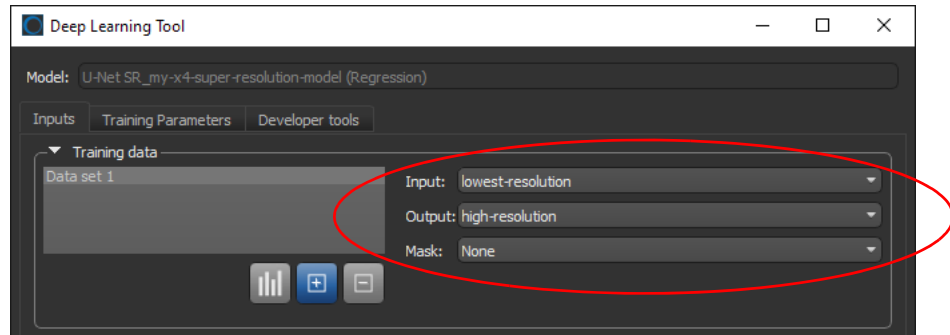 Deep Learning Tool
Model: U-Net SR_my-x4-super-resolution-model (Regression)
Inputs Training Parameters Developer tools
Training data
Data set 1
Input: lowest-resolution
Output: high-resolution
Mask: None